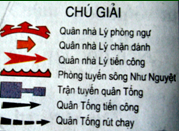 CHÚ GIẢI
Quân nhà Lý phòng ngự
Quân nhà Lý chặn đánh
Quân nhà Lý tiến công
Phòng tuyến sông Như Nguyệt
Trận tuyến quân Tống
Quân Tống tiến công
Quân Tống rút chạy